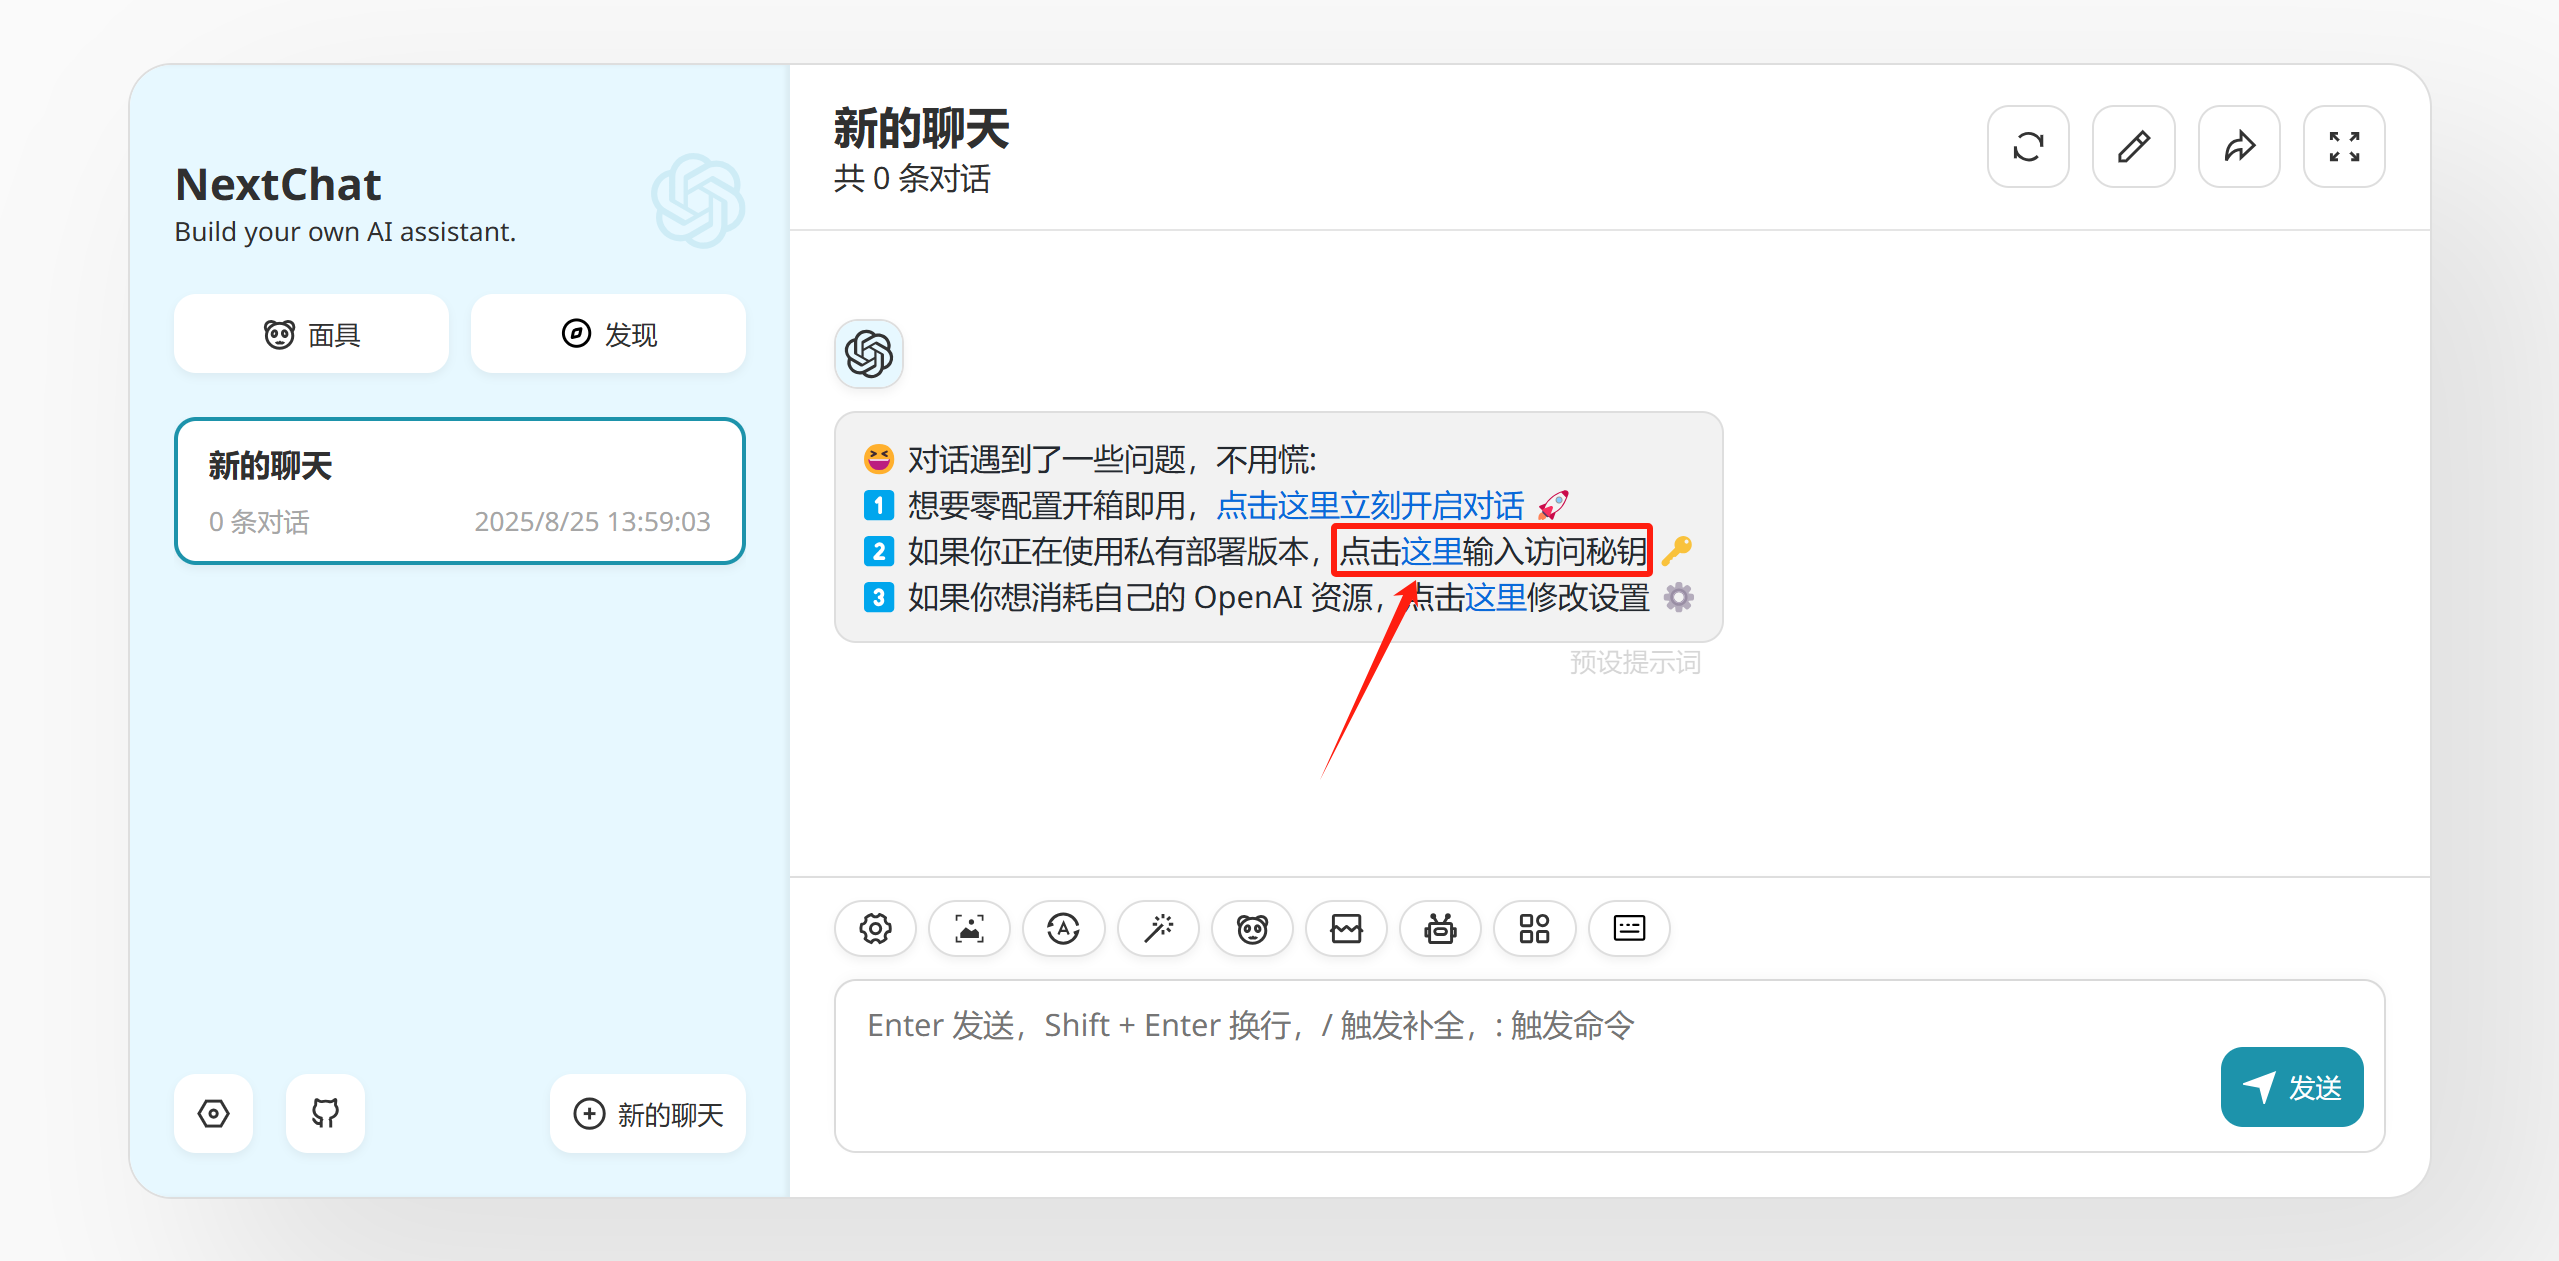 NextChat
Build your own AI assistant.
面具
发现
新的聊天
0 条对话
2025/8/25 13:59:03
新的聊天
新的聊天
共 0 条对话
😆 对话遇到了一些问题，不用慌:
1️⃣ 想要零配置开箱即用，点击这里立刻开启对话 🚀
2️⃣ 如果你正在使用私有部署版本，点击这里输入访问秘钥 🔑
3️⃣ 如果你想消耗自己的 OpenAI 资源，点击这里修改设置 ⚙️
预设提示词
Enter 发送，Shift + Enter 换行，/ 触发补全，: 触发命令
发送